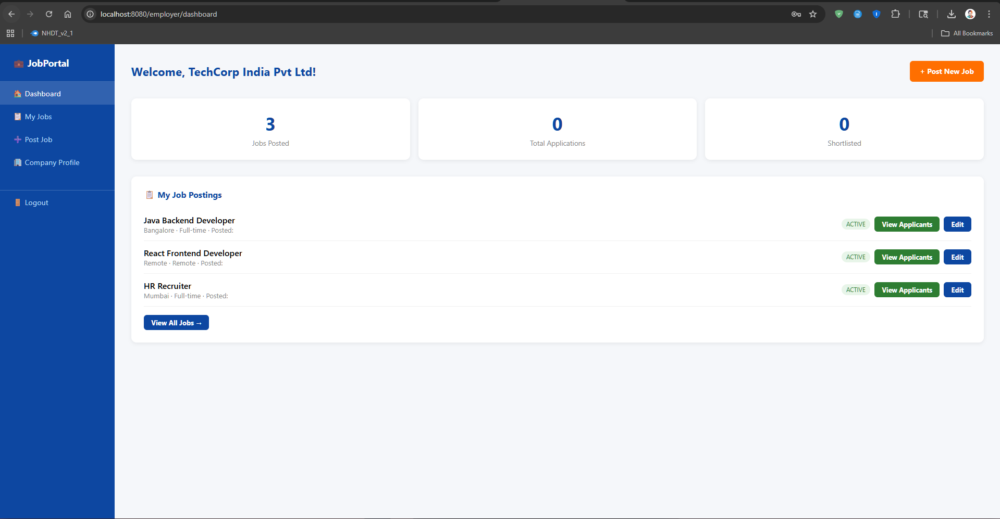 localhost:8080/employer/dashboard
NHDT_v2_1
All Bookmarks
JobPortal
Dashboard
My Jobs
Post Job
Company Profile
Logout
Welcome, TechCorp India Pvt Ltd!
+ Post New Job
3
Jobs Posted
0
Total Applications
0
Shortlisted
My Job Postings
Java Backend Developer
Bangalore · Full-time · Posted:
ACTIVE View Applicants Edit
React Frontend Developer
Remote · Remote · Posted:
ACTIVE View Applicants Edit
HR Recruiter
Mumbai · Full-time · Posted:
ACTIVE View Applicants Edit
View All Jobs →